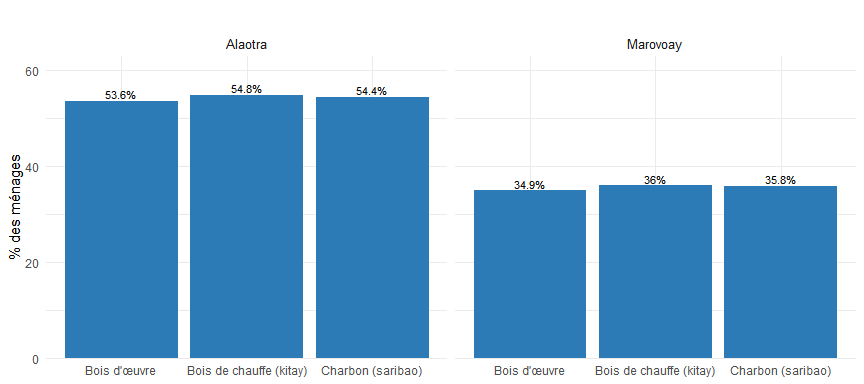 Alaotra
Marovoay
% des ménages
60
40
20
0
53.6%
54.8%
54.4%
34.9%
36%
35.8%
Bois d'œuvre
Bois de chauffe (kitay)
Charbon (saribao)
Bois d'œuvre
Bois de chauffe (kitay)
Charbon (saribao)